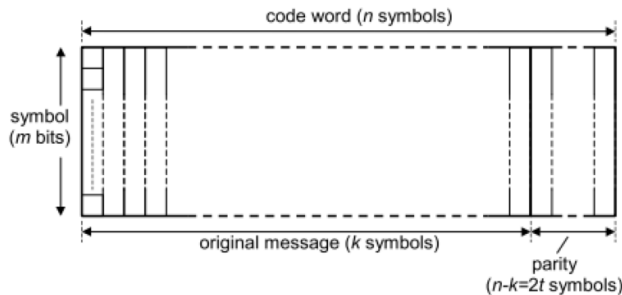 code word (n symbols)
symbol
(m bits)
original message (k symbols)
parity
(n-k=2t symbols)